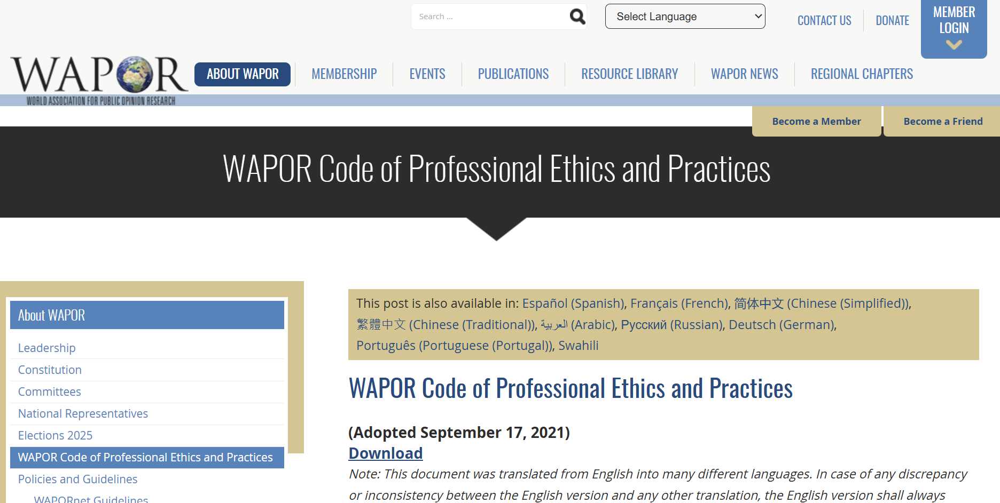 Search ...
Select Language
CONTACT US
DONATE
MEMBER
LOGIN
WAPOR
WORLD ASSOCIATION FOR PUBLIC OPINION RESEARCH
ABOUT WAPOR
MEMBERSHIP
EVENTS
PUBLICATIONS
RESOURCE LIBRARY
WAPOR NEWS
REGIONAL CHAPTERS
Become a Member
Become a Friend
WAPOR Code of Professional Ethics and Practices
About WAPOR
Leadership
Constitution
Committees
National Representatives
Elections 2025
WAPOR Code of Professional Ethics and Practices
Policies and Guidelines
WAPORnet Guidelines
This post is also available in: Español (Spanish), Français (French), 简体中文 (Chinese (Simplified)),
繁體中文 (Chinese (Traditional)), العربية (Arabic), Русский (Russian), Deutsch (German),
Português (Portuguese (Portugal)), Swahili
WAPOR Code of Professional Ethics and Practices
(Adopted September 17, 2021)
Download
Note: This document was translated from English into many different languages. In case of any discrepancy
or inconsistency between the English version and any other translation, the English version shall always